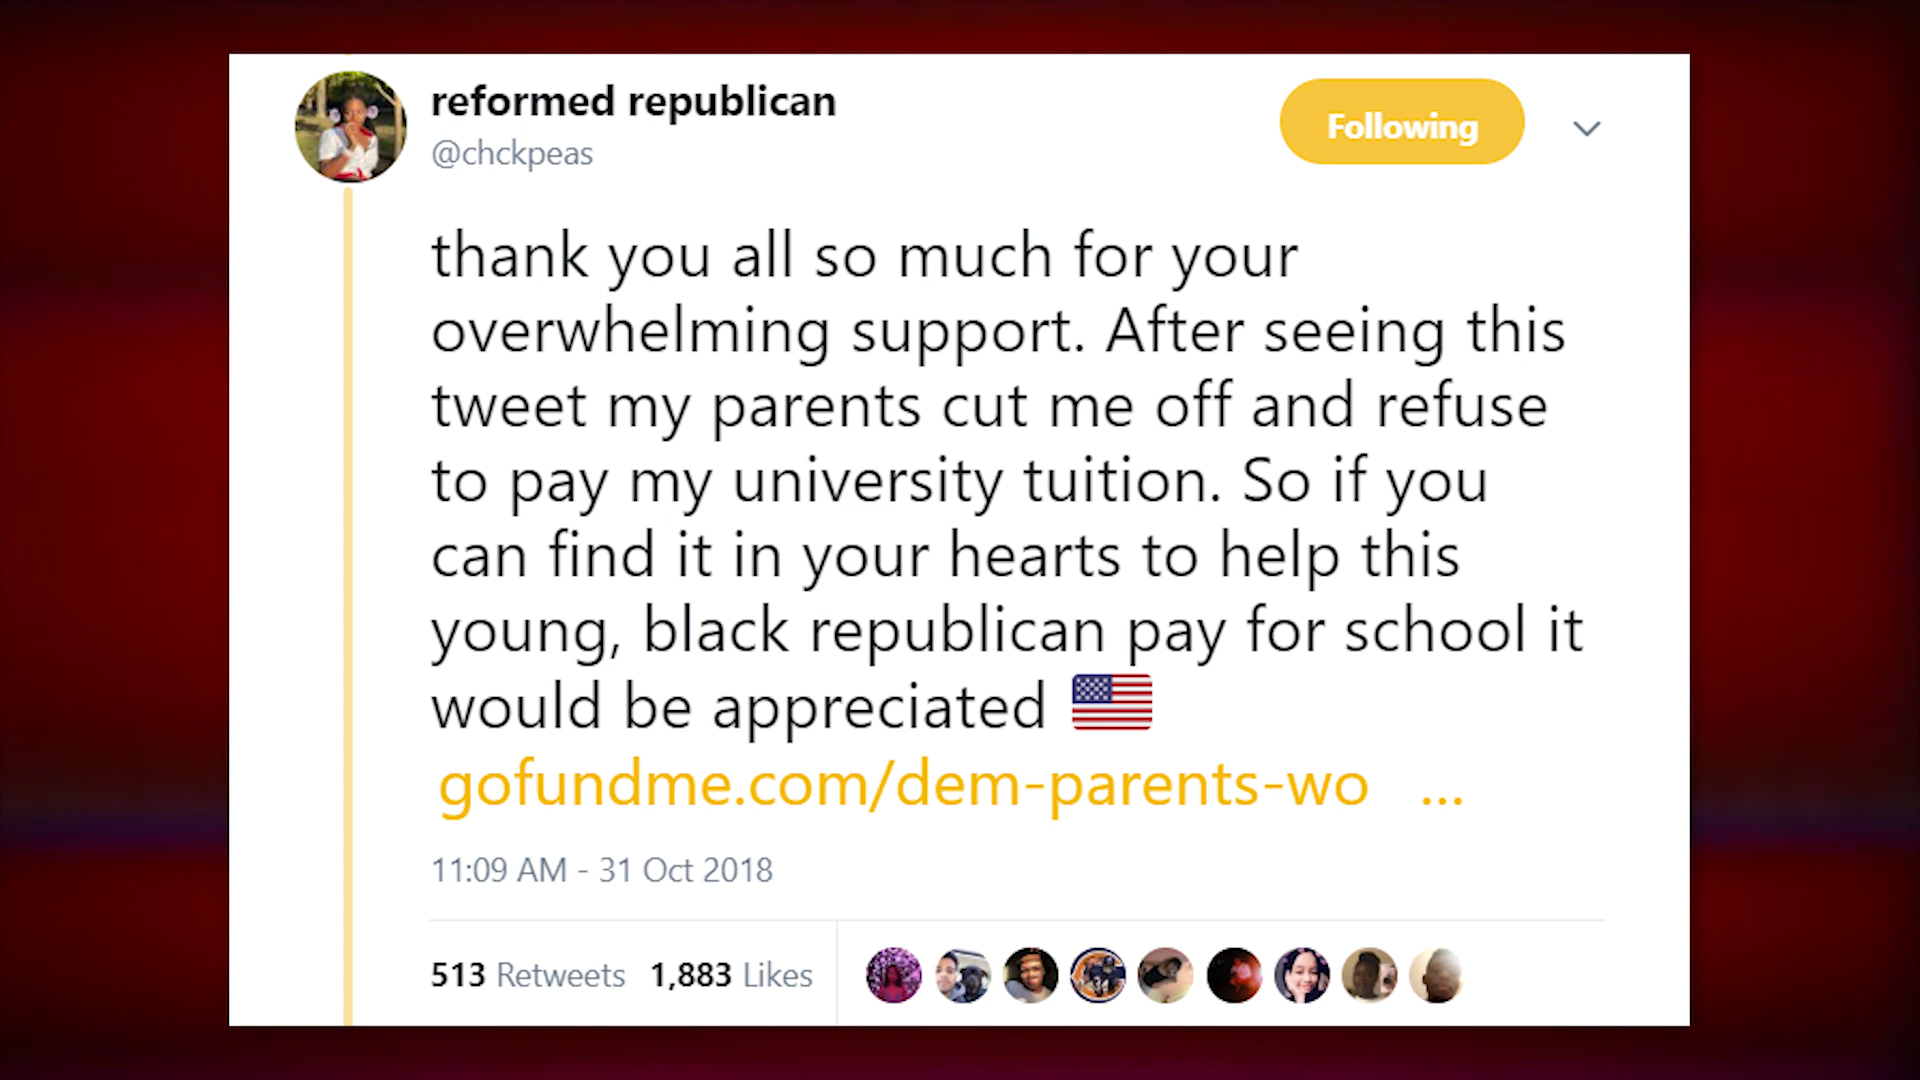 reformed republican
@chckpeas
Following
thank you all so much for your
overwhelming support. After seeing this
tweet my parents cut me off and refuse
to pay my university tuition. So if you
can find it in your hearts to help this
young, black republican pay for school it
would be appreciated 🇺🇸
gofundme.com/dem-parents-wo ...
11:09 AM - 31 Oct 2018
513 Retweets 1,883 Likes